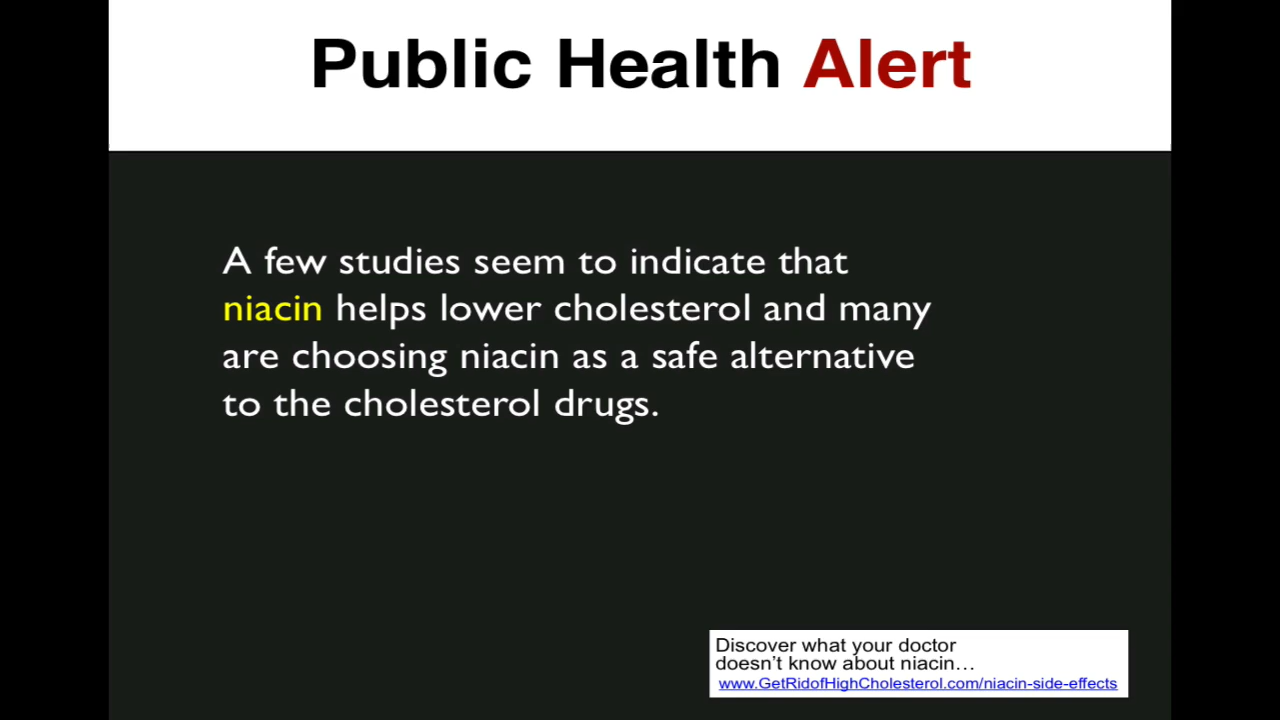 Public Health Alert
A few studies seem to indicate that
niacin helps lower cholesterol and many
are choosing niacin as a safe alternative
to the cholesterol drugs.
Discover what your doctor
doesn’t know about niacin…
www.GetRidofHighCholesterol.com/niacin-side-effects